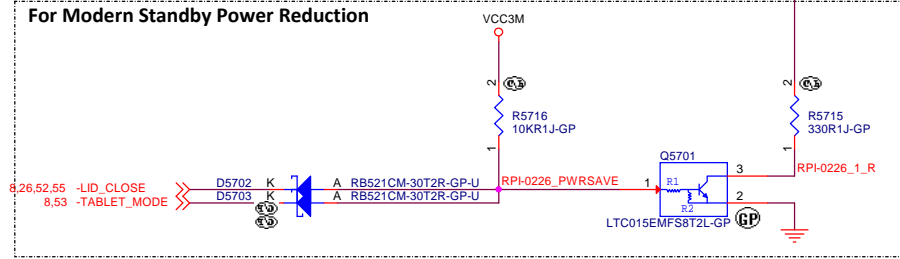 For Modern Standby Power Reduction
VCC3M
2
2
R5716
10KR1J-GP
R5715
330R1J-GP
1
1
Q5701
RPI-0226_1_R
8,26,52,55 -LID_CLOSE
D5702 K A RB521CM-30T2R-GP-U
RPI-0226_PWRSAVE
1
R1
3
8,53 -TABLET_MODE
D5703 K A RB521CM-30T2R-GP-U
R2
2
LTC015EMFS8T2L-GP
GP